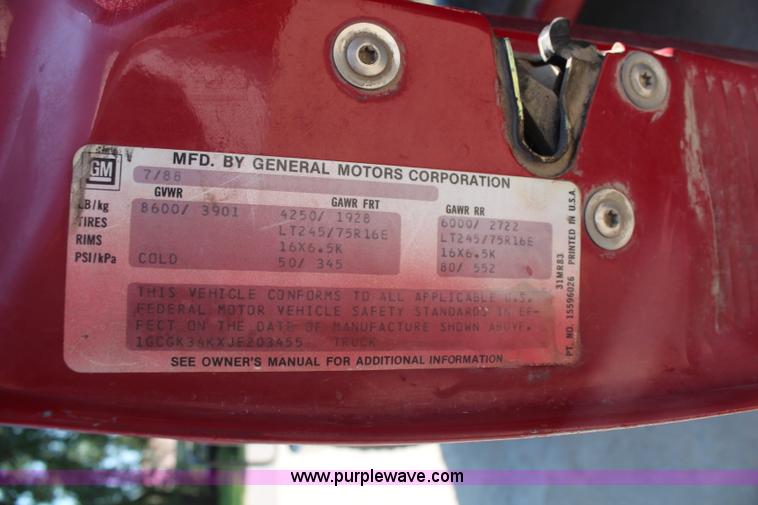 GM
MFD. BY GENERAL MOTORS CORPORATION
7/88
GVWR GAWR FRT GAWR RR
LB/kg 8600/ 3901 4250/ 1928 6000/ 2722
TIRES LT245/75R16E LT245/75R16E
RIMS 16X6.5K 16X6.5K
PSI/kPa COLD 50/ 345 80/ 552
THIS VEHICLE CONFORMS TO ALL APPLICABLE U.S.
FEDERAL MOTOR VEHICLE SAFETY STANDARDS IN EF-
FECT ON THE DATE OF MANUFACTURE SHOWN ABOVE.
1GCGK34KXJE203455 TRUCK
SEE OWNER'S MANUAL FOR ADDITIONAL INFORMATION
31MR83
PT. NO. 15596026 PRINTED IN U.S.A.
www.purplewave.com